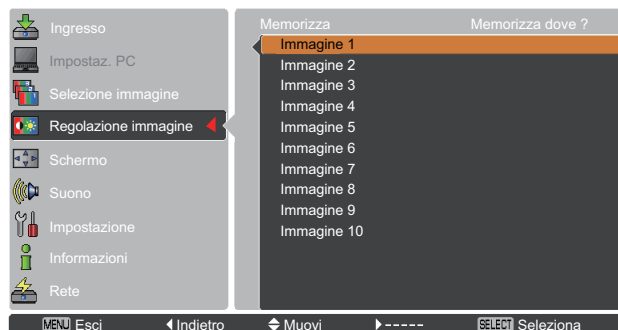 Ingresso
Impostaz. PC
Selezione immagine
Regolazione immagine
Schermo
Suono
Impostazione
Informazioni
Rete
Memorizza Memorizza dove ?
Immagine 1
Immagine 2
Immagine 3
Immagine 4
Immagine 5
Immagine 6
Immagine 7
Immagine 8
Immagine 9
Immagine 10
MENU Esci Indietro Muovi ----- SELECT Seleziona